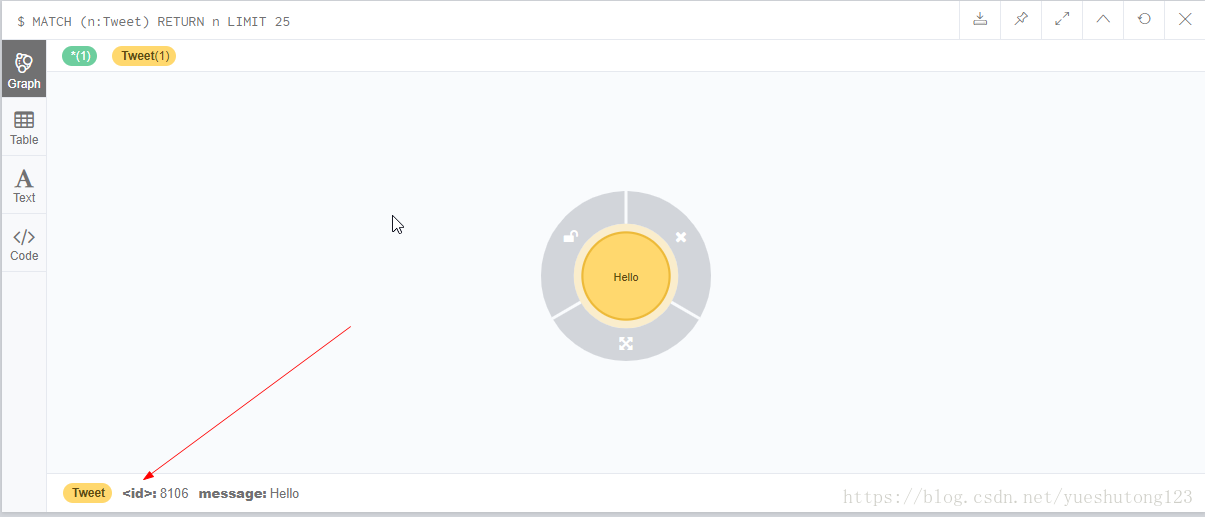 $ MATCH (n:Tweet) RETURN n LIMIT 25
*(1) Tweet(1)
Graph
Table
Text
Code
Hello
Tweet <id>: 8106 message: Hello
https://blog.csdn.net/yueshutong123